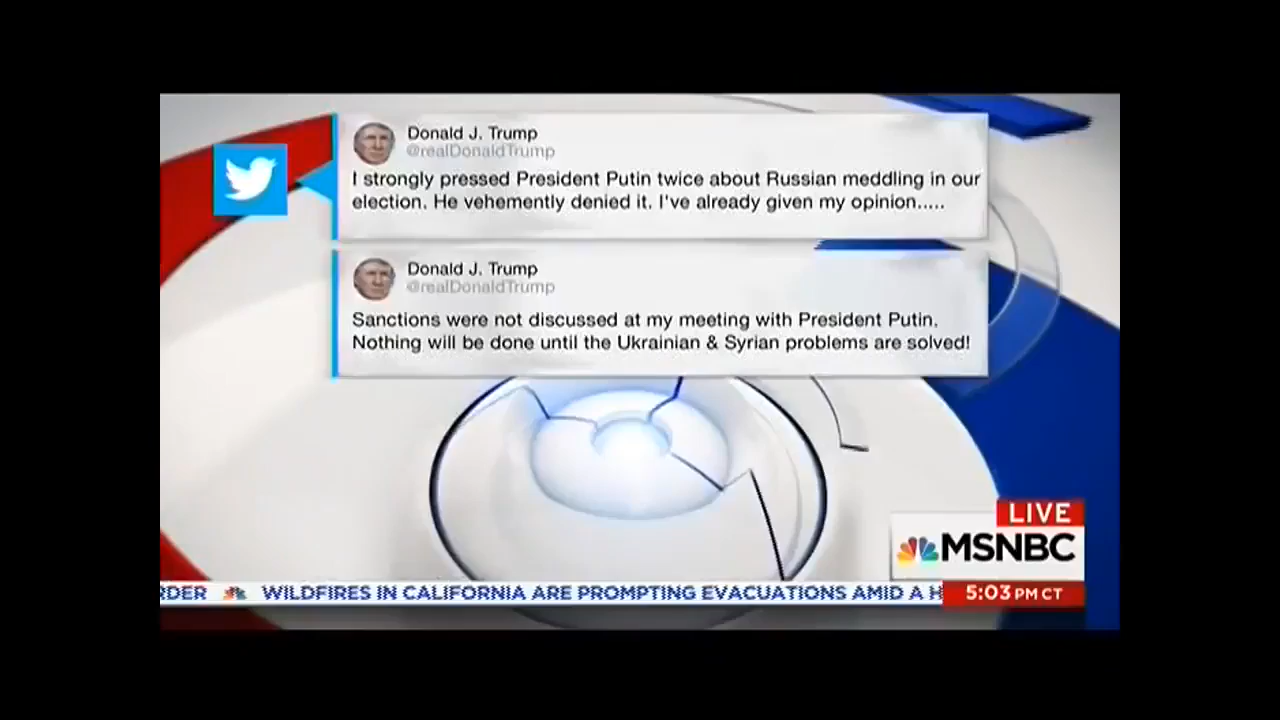 Donald J. Trump
@realDonaldTrump
I strongly pressed President Putin twice about Russian meddling in our
election. He vehemently denied it. I've already given my opinion.....
Donald J. Trump
@realDonaldTrump
Sanctions were not discussed at my meeting with President Putin.
Nothing will be done until the Ukrainian & Syrian problems are solved!
LIVE
MSNBC
RDER WILDFIRES IN CALIFORNIA ARE PROMPTING EVACUATIONS AMID A H
5:03 PM CT